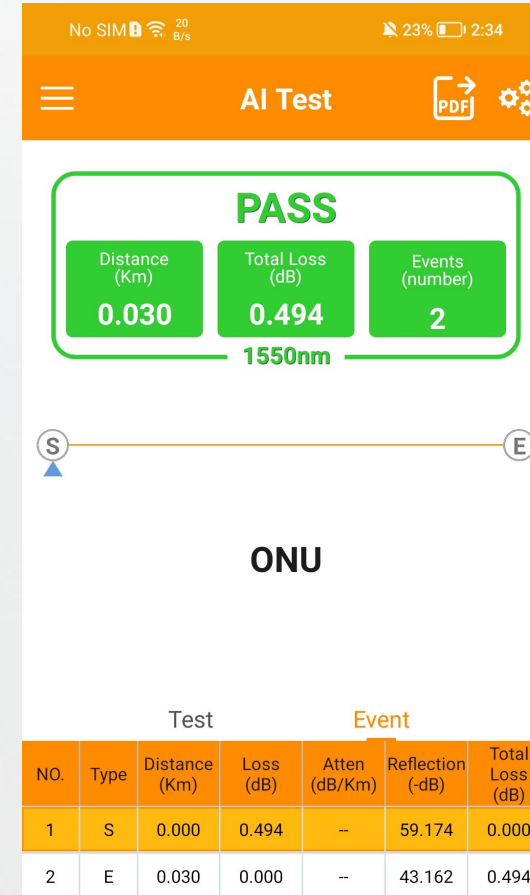 No SIM 20 B/s 23% 2:34
AI Test PDF
PASS
Distance (Km) Total Loss (dB) Events (number)
0.030 0.494 2
1550nm
S E
ONU
Test Event
NO. Type Distance (Km) Loss (dB) Atten (dB/Km) Reflection (-dB) Total Loss (dB)
1 S 0.000 0.494 -- 59.174 0.000
2 E 0.030 0.000 -- 43.162 0.494